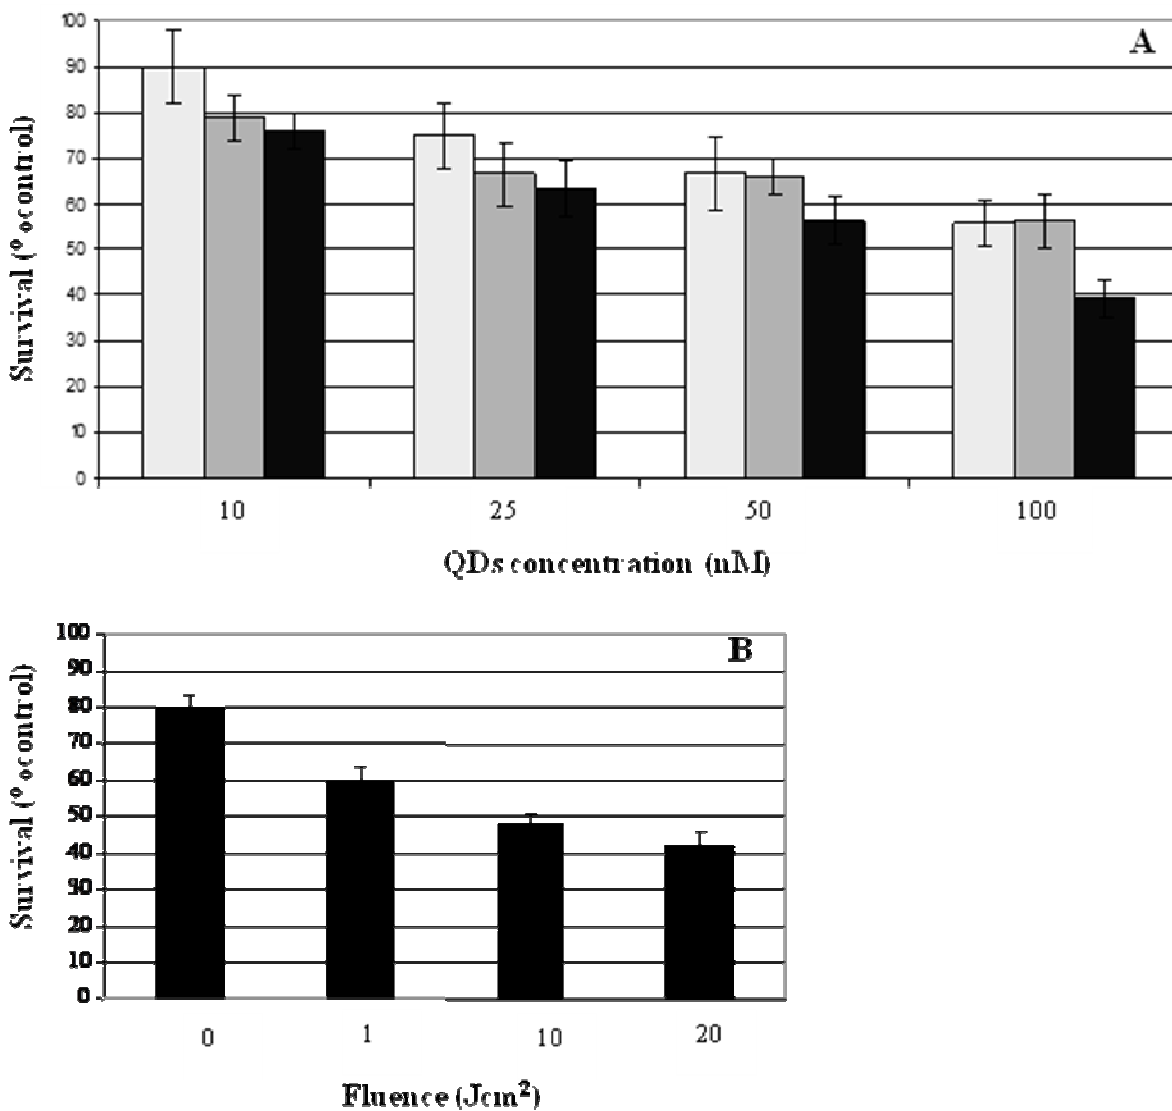 100
A
90
80
70
60
50
40
30
20
10
0
Survival (% control)
10 25 50 100
QDs concentration (nM)
100
B
90
80
70
60
50
40
30
20
10
0
Survival (% control)
0 1 10 20
Fluence (Jcm²)